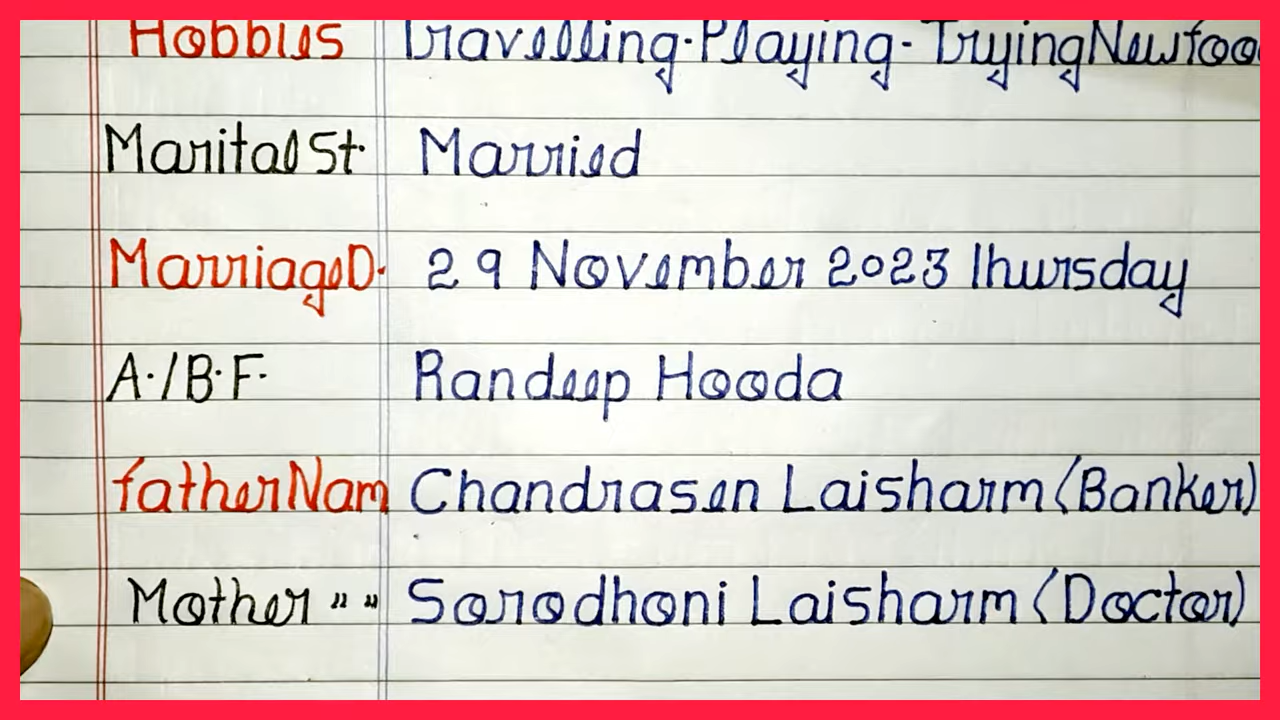 Hobbies Travelling·Playing- TryingNewfoo
MaritalSt· Married
MarriageD· 29 November 2023 Thursday
A·/B·F· Randeep Hooda
fatherNam Chandrasen Laisharm (Banker)
Mother " " Sorodhoni Laisharm (Doctor)